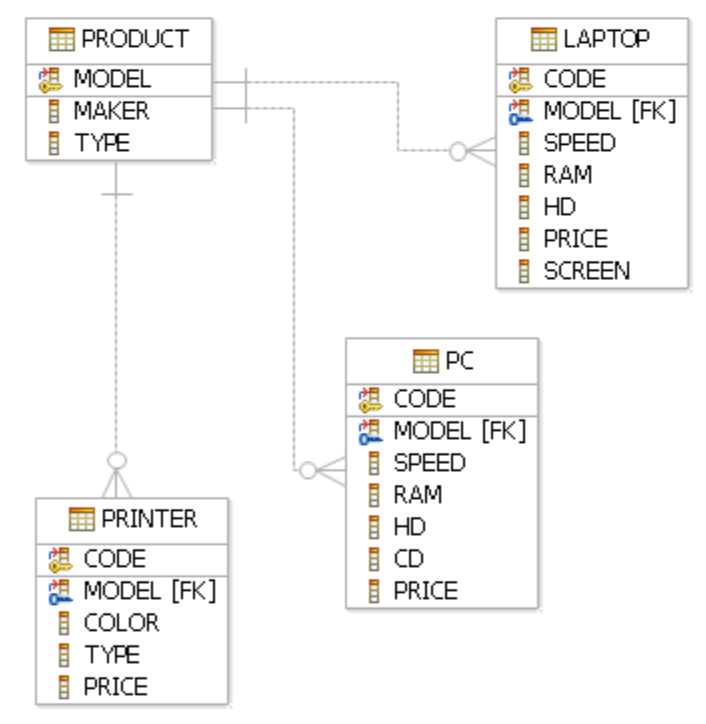 PRODUCT
MODEL
MAKER
TYPE
LAPTOP
CODE
MODEL [FK]
SPEED
RAM
HD
PRICE
SCREEN
PC
CODE
MODEL [FK]
SPEED
RAM
HD
CD
PRICE
PRINTER
CODE
MODEL [FK]
COLOR
TYPE
PRICE